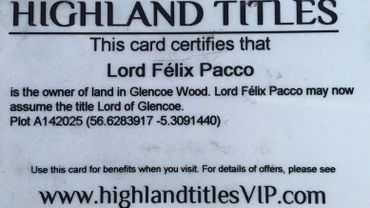 HIGHLAND TITLES
This card certifies that
Lord Félix Pacco
is the owner of land in Glencoe Wood. Lord Félix Pacco may now
assume the title Lord of Glencoe.
Plot A142025 (56.6283917 -5.3091440)
Use this card for benefits when you visit. For details of offers, please see
www.highlandtitlesVIP.com